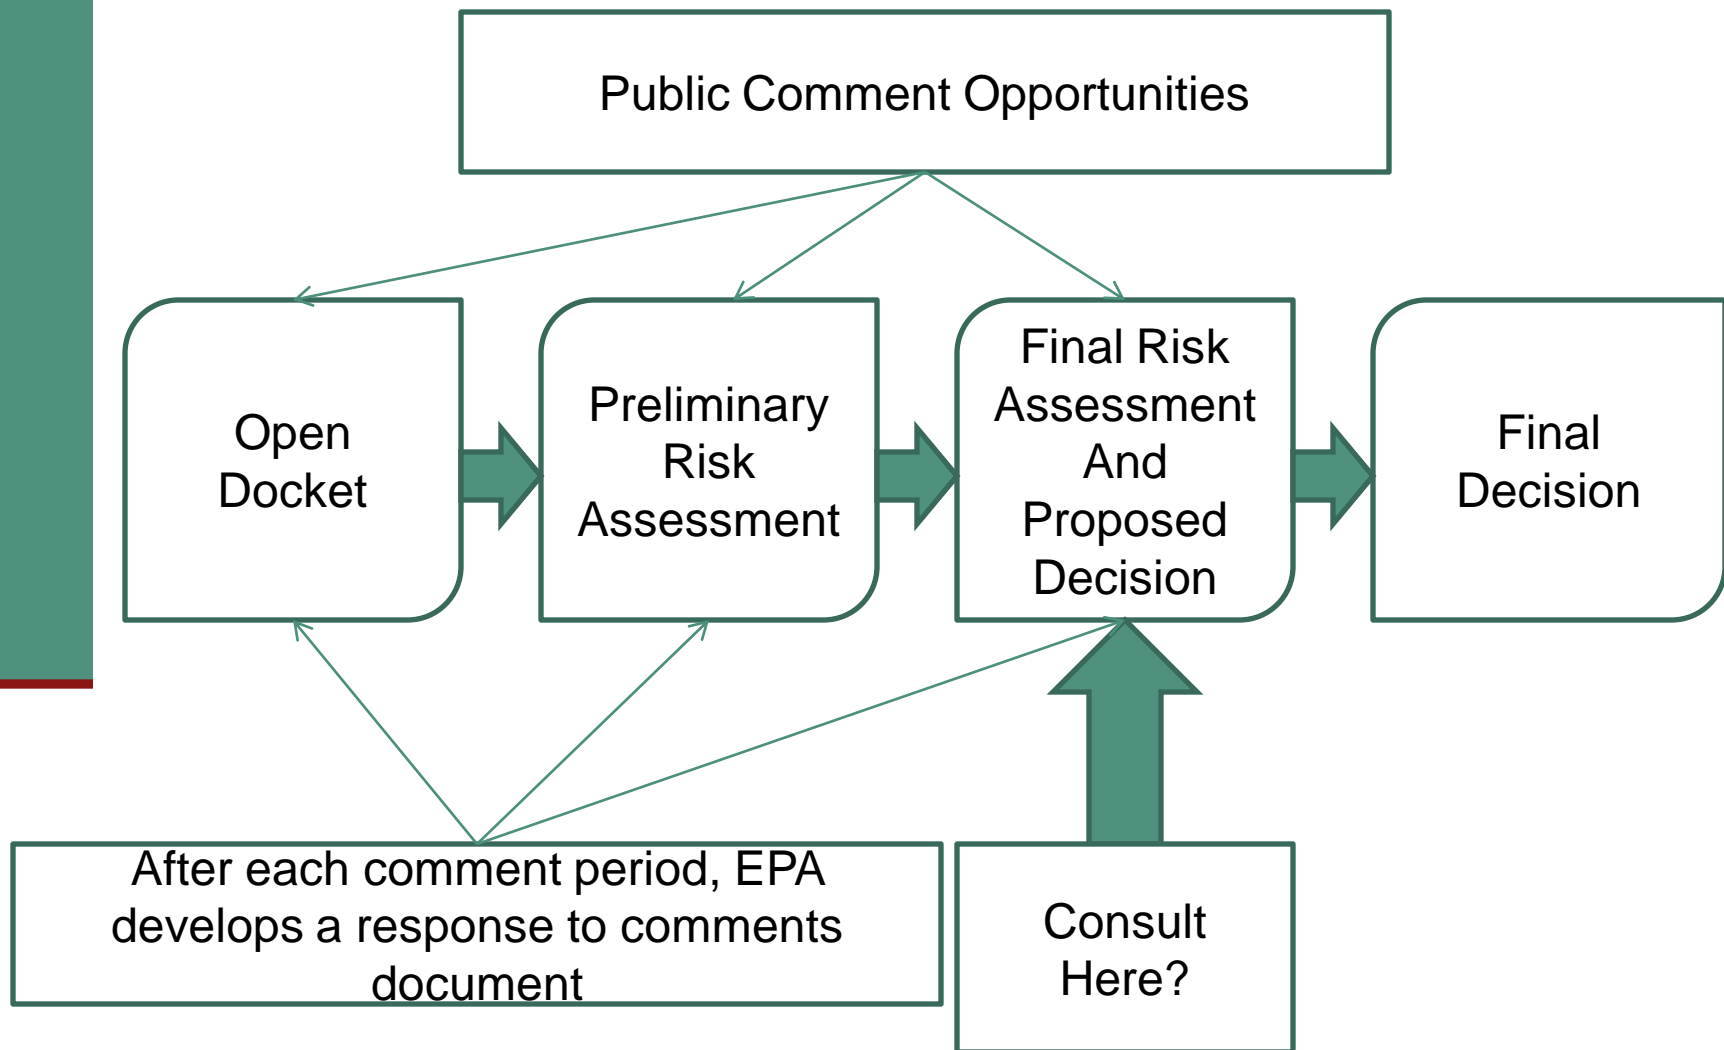 Public Comment Opportunities
Open
Docket
Preliminary
Risk
Assessment
Final Risk
Assessment
And
Proposed
Decision
Final
Decision
After each comment period, EPA
develops a response to comments
document
Consult
Here?